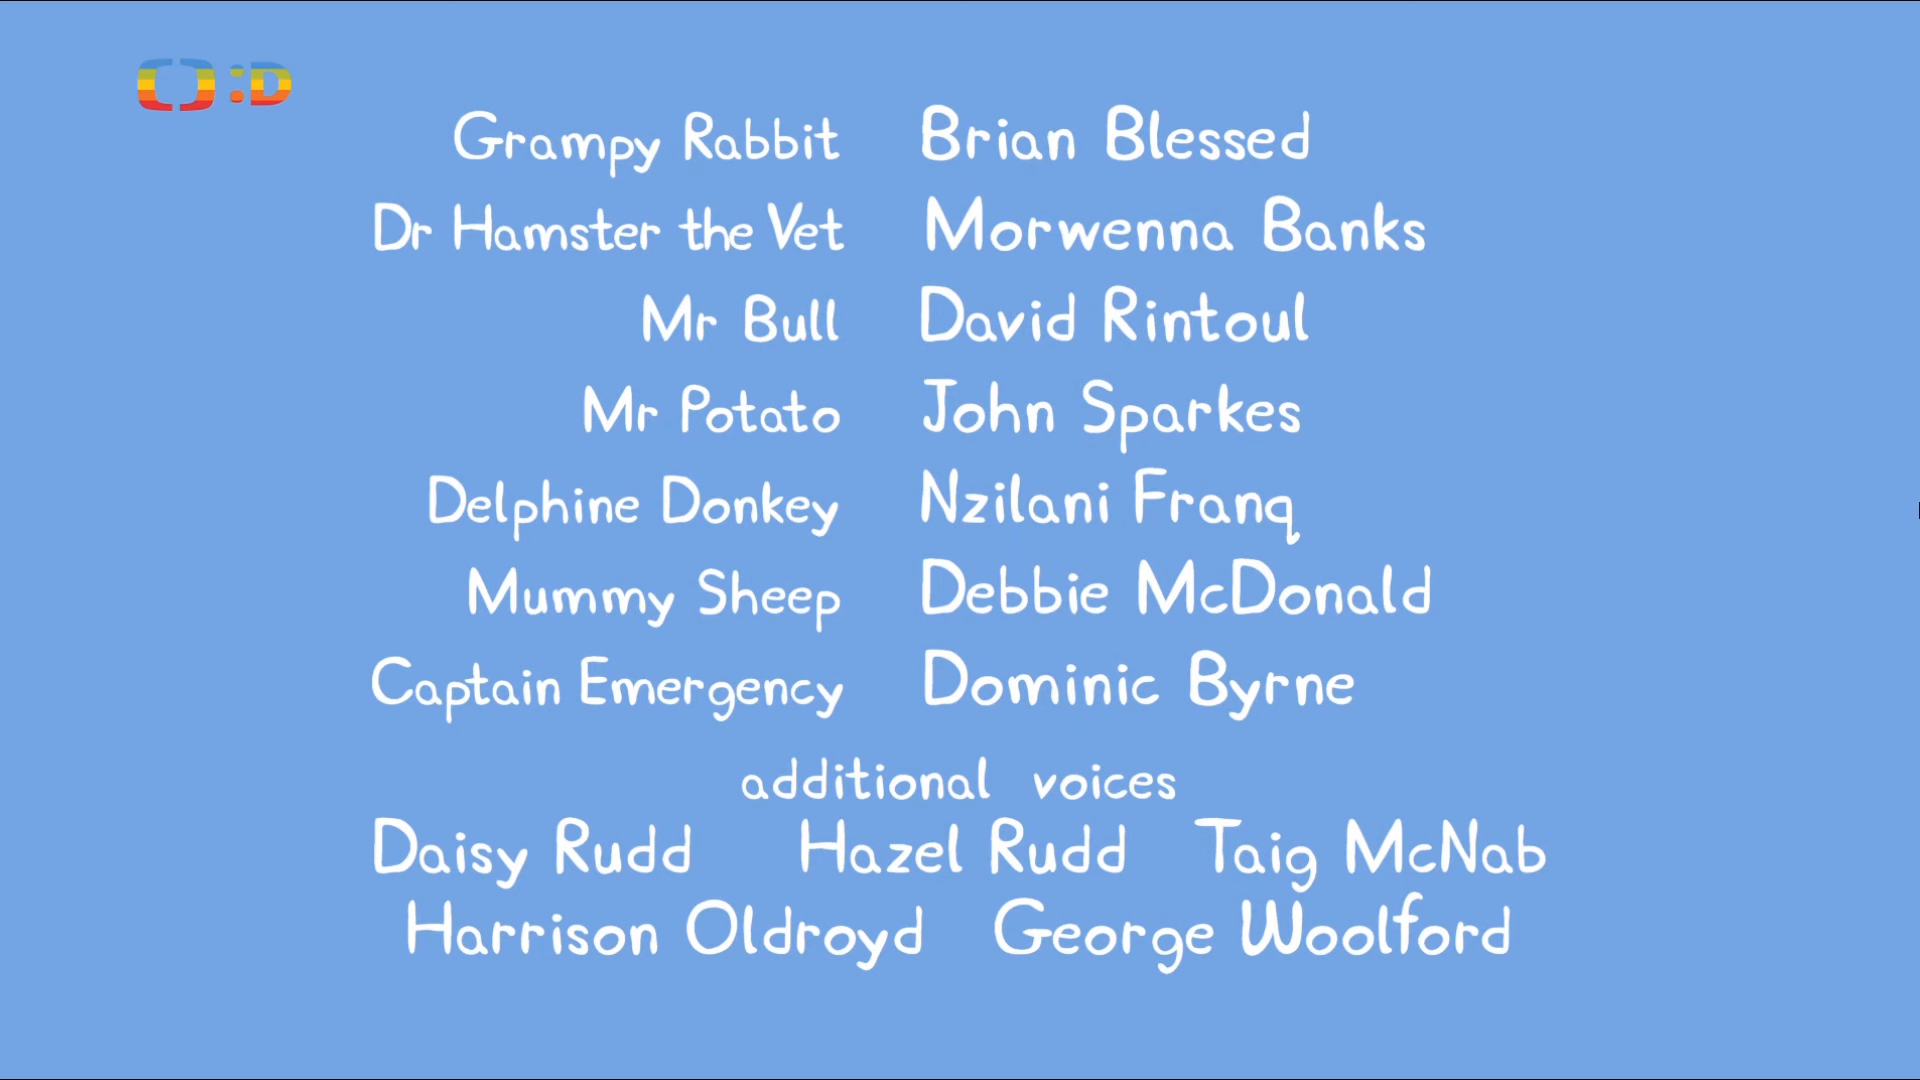 :D
Grampy Rabbit Brian Blessed
Dr Hamster the Vet Morwenna Banks
Mr Bull David Rintoul
Mr Potato John Sparkes
Delphine Donkey Nzilani Franq
Mummy Sheep Debbie McDonald
Captain Emergency Dominic Byrne
additional voices
Daisy Rudd Hazel Rudd Taig McNab
Harrison Oldroyd George Woolford